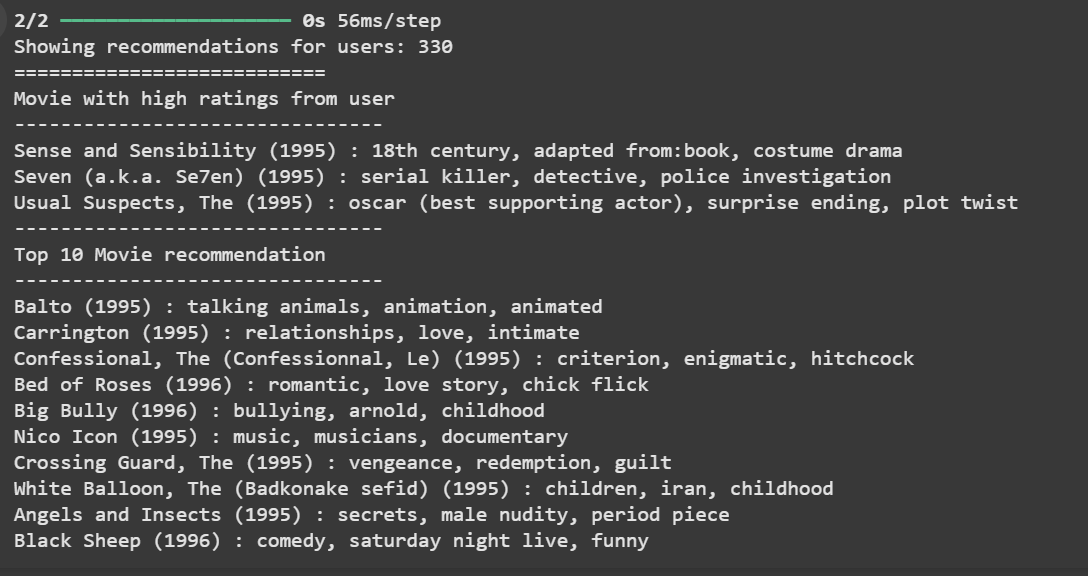 2/2 ━━━━━━━━━━━━━━━━━━━━ 0s 56ms/step
Showing recommendations for users: 330
===========================
Movie with high ratings from user
--------------------------------
Sense and Sensibility (1995) : 18th century, adapted from:book, costume drama
Seven (a.k.a. Se7en) (1995) : serial killer, detective, police investigation
Usual Suspects, The (1995) : oscar (best supporting actor), surprise ending, plot twist
--------------------------------
Top 10 Movie recommendation
--------------------------------
Balto (1995) : talking animals, animation, animated
Carrington (1995) : relationships, love, intimate
Confessional, The (Confessionnal, Le) (1995) : criterion, enigmatic, hitchcock
Bed of Roses (1996) : romantic, love story, chick flick
Big Bully (1996) : bullying, arnold, childhood
Nico Icon (1995) : music, musicians, documentary
Crossing Guard, The (1995) : vengeance, redemption, guilt
White Balloon, The (Badkonake sefid) (1995) : children, iran, childhood
Angels and Insects (1995) : secrets, male nudity, period piece
Black Sheep (1996) : comedy, saturday night live, funny